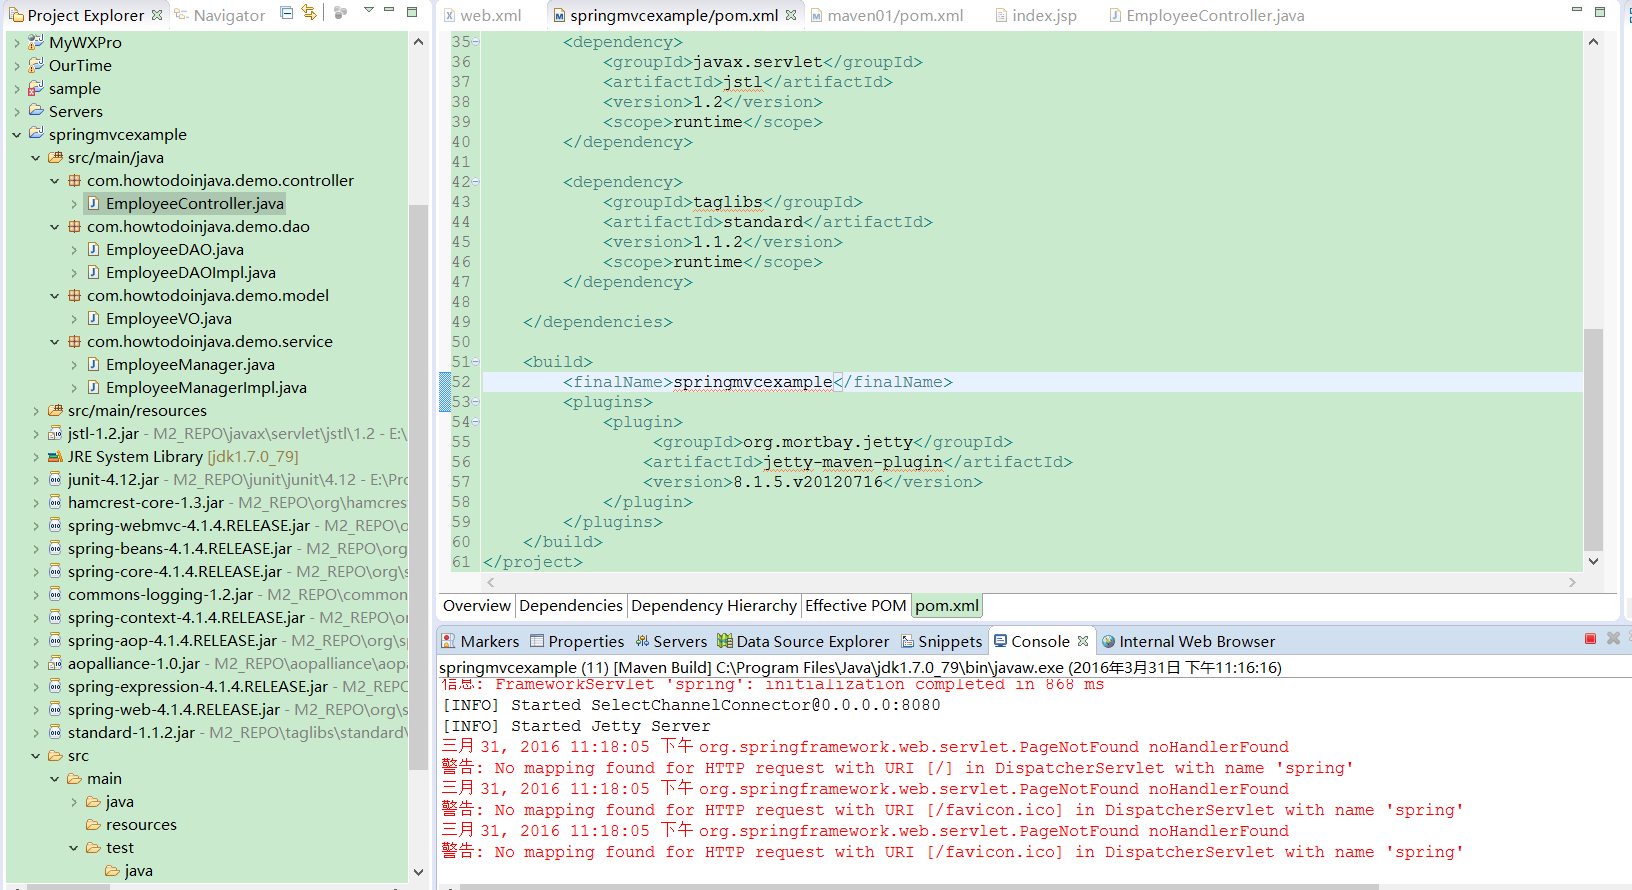 Project Explorer
Navigator
MyWXPro
OurTime
sample
Servers
springmvcexample
src/main/java
com.howtodoinjava.demo.controller
EmployeeController.java
com.howtodoinjava.demo.dao
EmployeeDAO.java
EmployeeDAOImpl.java
com.howtodoinjava.demo.model
EmployeeVO.java
com.howtodoinjava.demo.service
EmployeeManager.java
EmployeeManagerImpl.java
src/main/resources
jstl-1.2.jar - M2_REPO\javax\servlet\jstl\1.2 - E:\
JRE System Library [jdk1.7.0_79]
junit-4.12.jar - M2_REPO\junit\junit\4.12 - E:\Prc
hamcrest-core-1.3.jar - M2_REPO\org\hamcrest
spring-webmvc-4.1.4.RELEASE.jar - M2_REPO\o
spring-beans-4.1.4.RELEASE.jar - M2_REPO\org
spring-core-4.1.4.RELEASE.jar - M2_REPO\org\s
commons-logging-1.2.jar - M2_REPO\common
spring-context-4.1.4.RELEASE.jar - M2_REPO\or
spring-aop-4.1.4.RELEASE.jar - M2_REPO\org\sp
aopalliance-1.0.jar - M2_REPO\aopalliance\aop
spring-expression-4.1.4.RELEASE.jar - M2_REPO
spring-web-4.1.4.RELEASE.jar - M2_REPO\org\s
standard-1.1.2.jar - M2_REPO\taglibs\standard\
src
main
java
resources
test
java
web.xml
springmvcexample/pom.xml
maven01/pom.xml
index.jsp
EmployeeController.java
35 <dependency>
36 <groupId>javax.servlet</groupId>
37 <artifactId>jstl</artifactId>
38 <version>1.2</version>
39 <scope>runtime</scope>
40 </dependency>
41
42 <dependency>
43 <groupId>taglibs</groupId>
44 <artifactId>standard</artifactId>
45 <version>1.1.2</version>
46 <scope>runtime</scope>
47 </dependency>
48
49 </dependencies>
50
51 <build>
52 <finalName>springmvcexample</finalName>
53 <plugins>
54 <plugin>
55 <groupId>org.mortbay.jetty</groupId>
56 <artifactId>jetty-maven-plugin</artifactId>
57 <version>8.1.5.v20120716</version>
58 </plugin>
59 </plugins>
60 </build>
61 </project>
Overview Dependencies Dependency Hierarchy Effective POM pom.xml
Markers Properties Servers Data Source Explorer Snippets Console Internal Web Browser
springmvcexample (11) [Maven Build] C:\Program Files\Java\jdk1.7.0_79\bin\javaw.exe (2016年3月31日 下午11:16:16)
信息: FrameworkServlet 'spring': initialization completed in 868 ms
[INFO] Started SelectChannelConnector@0.0.0.0:8080
[INFO] Started Jetty Server
三月 31, 2016 11:18:05 下午 org.springframework.web.servlet.PageNotFound noHandlerFound
警告: No mapping found for HTTP request with URI [/] in DispatcherServlet with name 'spring'
三月 31, 2016 11:18:05 下午 org.springframework.web.servlet.PageNotFound noHandlerFound
警告: No mapping found for HTTP request with URI [/favicon.ico] in DispatcherServlet with name 'spring'
三月 31, 2016 11:18:05 下午 org.springframework.web.servlet.PageNotFound noHandlerFound
警告: No mapping found for HTTP request with URI [/favicon.ico] in DispatcherServlet with name 'spring'